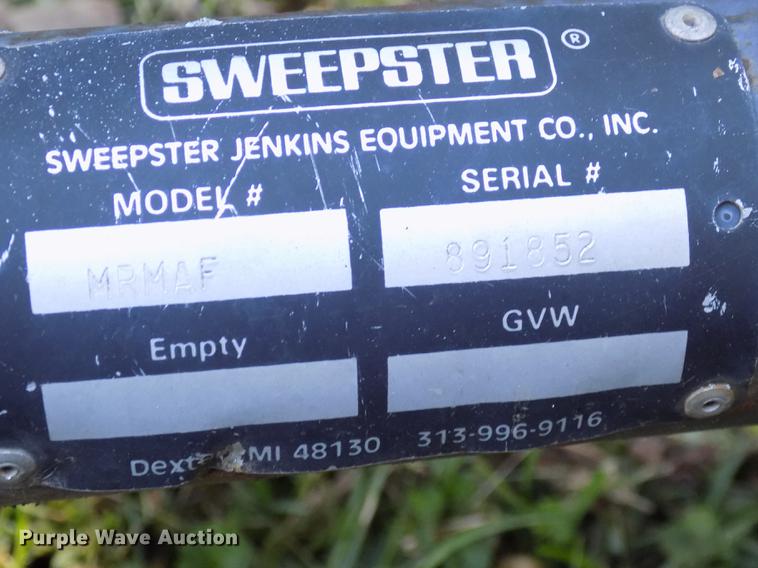 SWEEPSTER ®
SWEEPSTER JENKINS EQUIPMENT CO., INC.
MODEL # SERIAL #
MRMAF 891852
Empty GVW
MI 48130 313-996-9116
Purple Wave Auction